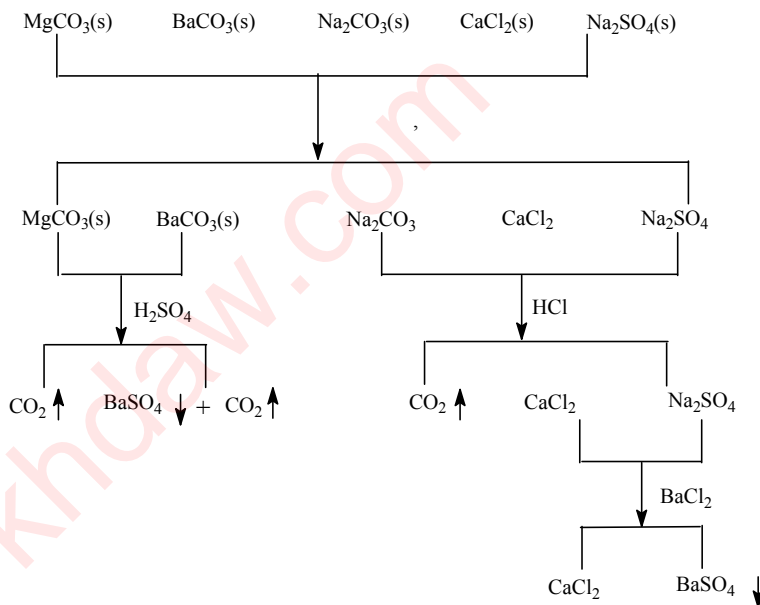 MgCO₃(s) BaCO₃(s) Na₂CO₃(s) CaCl₂(s) Na₂SO₄(s)
,
MgCO₃(s) BaCO₃(s) Na₂CO₃ CaCl₂ Na₂SO₄
H₂SO₄ HCl
CO₂ BaSO₄ + CO₂ CO₂ CaCl₂ Na₂SO₄
BaCl₂
CaCl₂ BaSO₄
khdaw.com